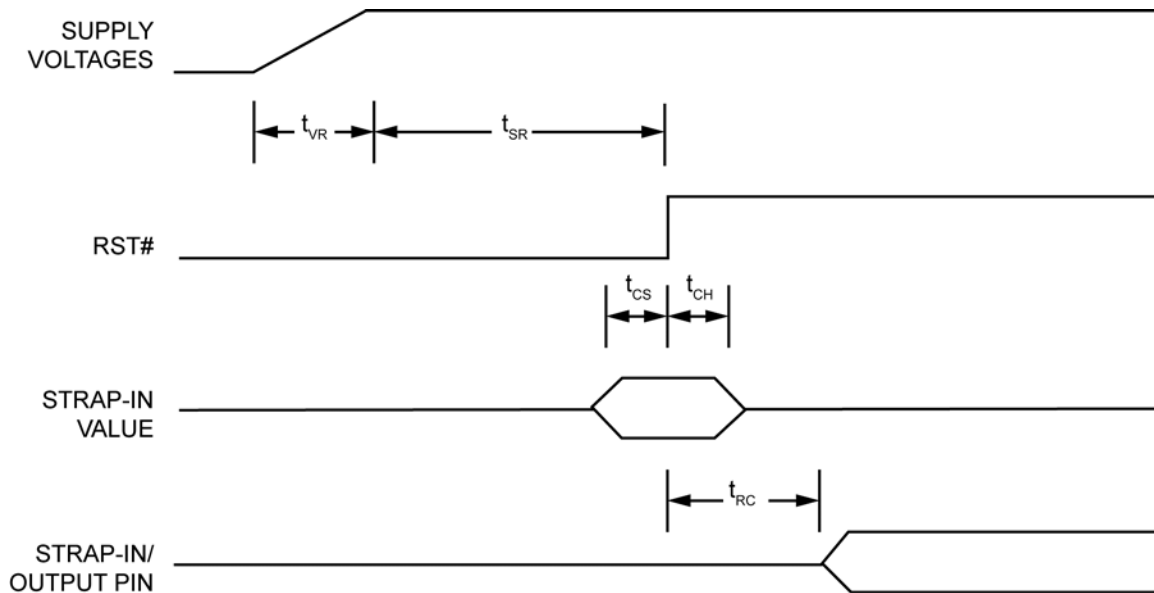 SUPPLY
VOLTAGES
tVR
tSR
RST#
tCS
tCH
STRAP-IN
VALUE
tRC
STRAP-IN/
OUTPUT PIN